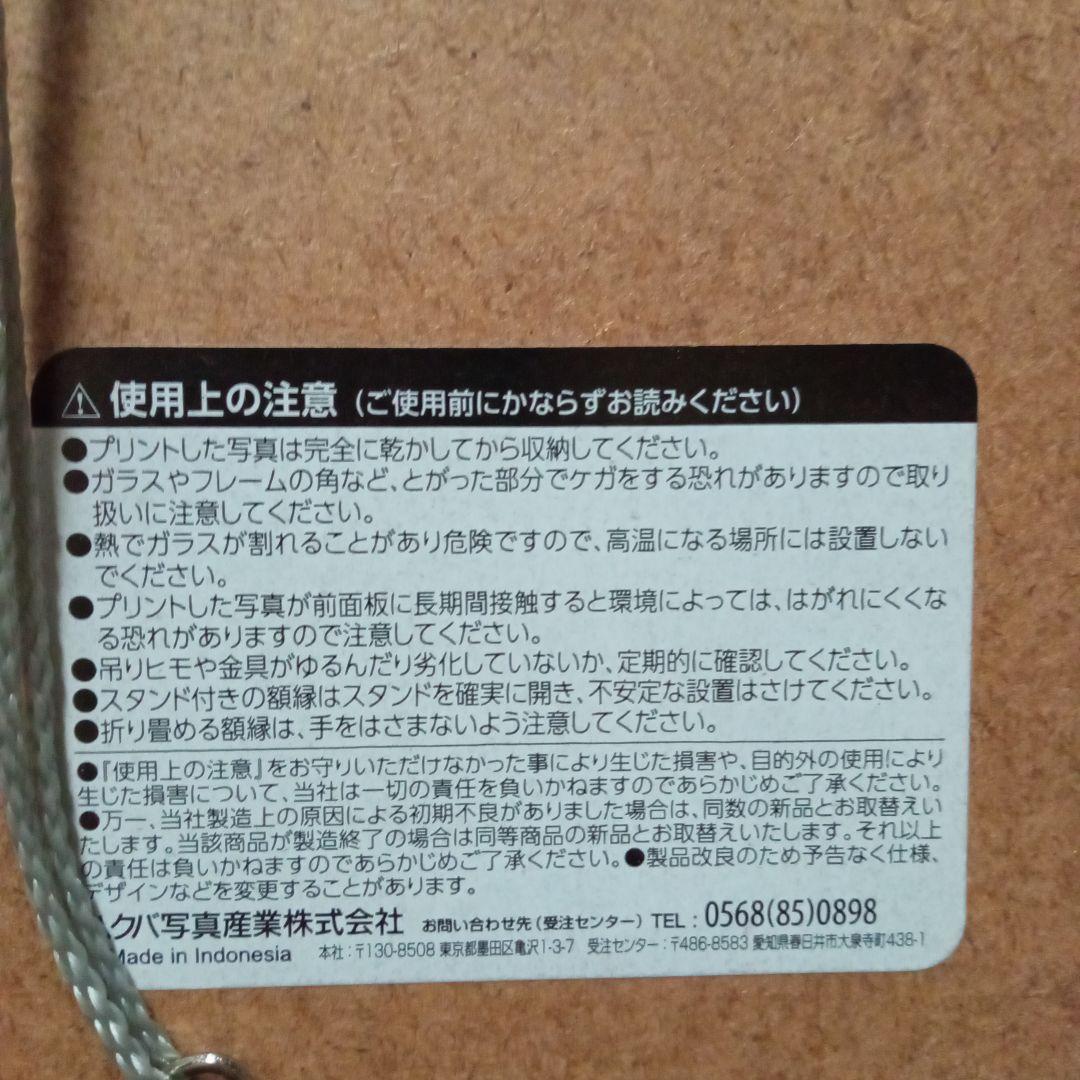 使用上の注意 (ご使用前にかならずお読みください)
●プリントした写真は完全に乾かしてから収納してください。
●ガラスやフレームの角など、とがった部分でケガをする恐れがありますので取り
扱いに注意してください。
●熱でガラスが割れることがあり危険ですので、高温になる場所には設置しない
でください。
●プリントした写真が前面板に長期間接触すると環境によっては、はがれにくくな
る恐れがありますので注意してください。
●吊りヒモや金具がゆるんだり劣化していないか、定期的に確認してください。
●スタンド付きの額縁はスタンドを確実に開き、不安定な設置はさけてください。
●折り畳める額縁は、手をはさまないよう注意してください。
●『使用上の注意』をお守りいただけなかった事により生じた損害や、目的外の使用により
生じた損害について、当社は一切の責任を負いかねますのであらかじめご了承ください。
●万一、当社製造上の原因による初期不良がありました場合は、同数の新品とお取替えい
たします。当該商品が製造終了の場合は同等商品の新品とお取替えいたします。それ以上
の責任は負いかねますのであらかじめご了承ください。●製品改良のため予告なく仕様、
デザインなどを変更することがあります。
クバ写真産業株式会社 お問い合わせ先(受注センター) TEL:0568(85)0898
Made in Indonesia 本社:〒130-8508 東京都墨田区亀沢1-3-7 受注センター:〒486-8583 愛知県春日井市大泉寺町438-1